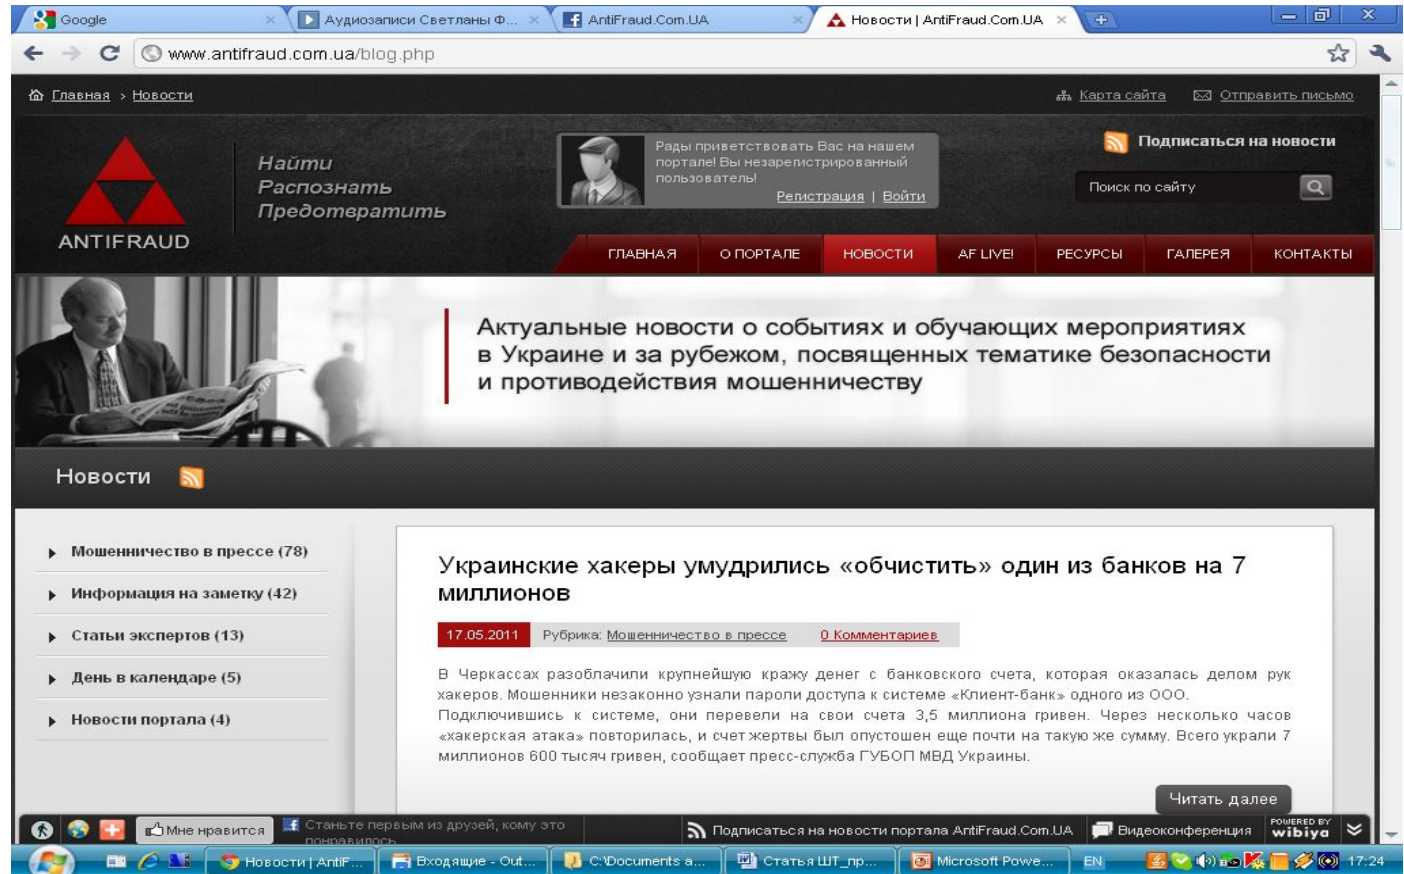 Google
Аудиозаписи Светланы Ф...
AntiFraud.Com.UA
Новости | AntiFraud.Com.UA
www.antifraud.com.ua/blog.php
Главная > Новости
Карта сайта
Отправить письмо
ANTIFRAUD
Найти
Распознать
Предотвратить
Рады приветствовать Вас на нашем
портале! Вы незарегистрированный
пользователь!
Регистрация | Войти
Подписаться на новости
Поиск по сайту
ГЛАВНАЯ
О ПОРТАЛЕ
НОВОСТИ
AF LIVE!
РЕСУРСЫ
ГАЛЕРЕЯ
КОНТАКТЫ
Актуальные новости о событиях и обучающих мероприятиях
в Украине и за рубежом, посвященных тематике безопасности
и противодействия мошенничеству
Новости
Мошенничество в прессе (78)
Информация на заметку (42)
Статьи экспертов (13)
День в календаре (5)
Новости портала (4)
Украинские хакеры умудрились «обчистить» один из банков на 7
миллионов
17.05.2011 Рубрика: Мошенничество в прессе 0 Комментариев
В Черкассах разоблачили крупнейшую кражу денег с банковского счета, которая оказалась делом рук
хакеров. Мошенники незаконно узнали пароли доступа к системе «Клиент-банк» одного из ООО.
Подключившись к системе, они перевели на свои счета 3,5 миллиона гривен. Через несколько часов
«хакерская атака» повторилась, и счет жертвы был опустошен еще почти на такую же сумму. Всего украли 7
миллионов 600 тысяч гривен, сообщает пресс-служба ГУБОП МВД Украины.
Читать далее
Мне нравится
Станьте первым из друзей, кому это
понравилось.
Подписаться на новости портала AntiFraud.Com.UA
Видеоконференция
POWERED BY
wibiya
Новости | AntiF...
Входящие - Out...
C:\Documents a...
Статья ШТ_пр...
Microsoft Powe...
EN
17:24